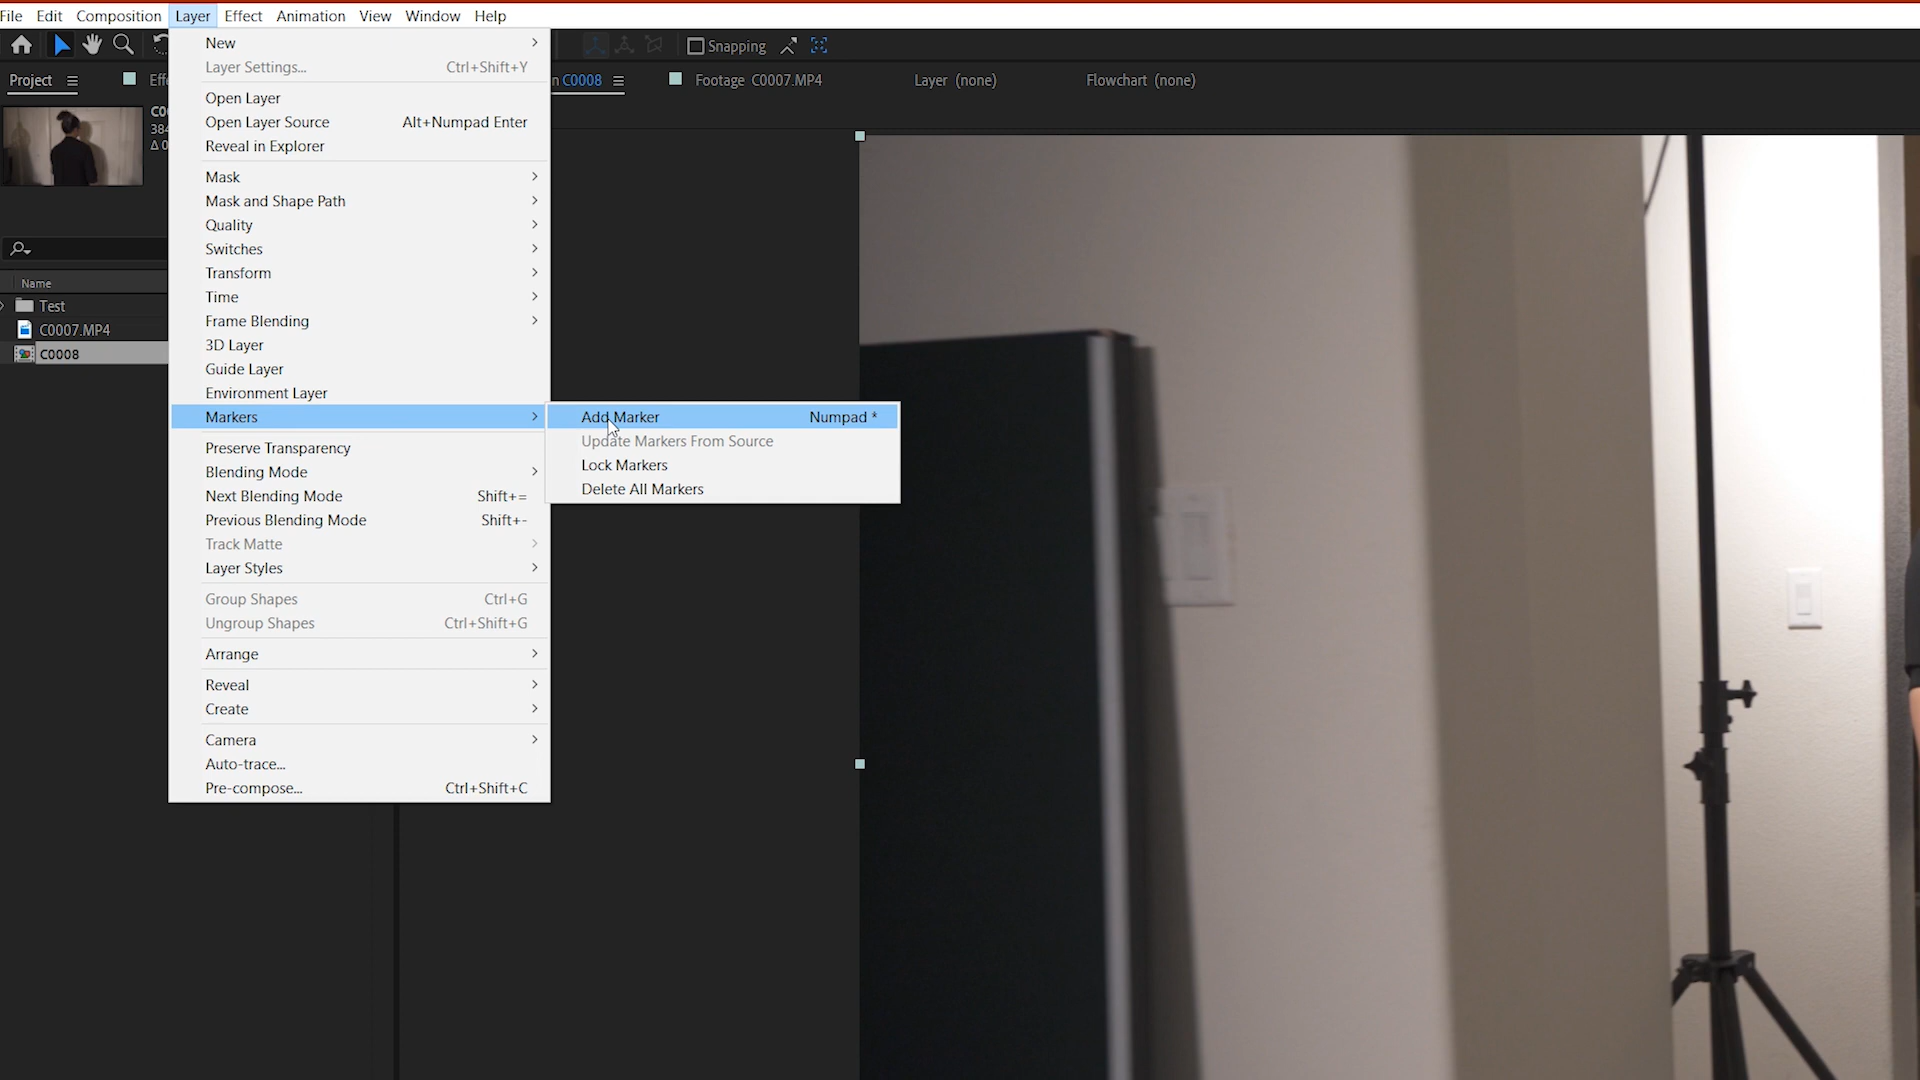 File Edit Composition Layer Effect Animation View Window Help
Snapping
Project
C0008
Footage C0007.MP4
Layer (none)
Flowchart (none)
New
Layer Settings... Ctrl+Shift+Y
Open Layer
Open Layer Source Alt+Numpad Enter
Reveal in Explorer
Mask
Mask and Shape Path
Quality
Switches
Transform
Time
Frame Blending
3D Layer
Guide Layer
Environment Layer
Markers
Preserve Transparency
Blending Mode
Next Blending Mode Shift+=
Previous Blending Mode Shift+-
Track Matte
Layer Styles
Group Shapes Ctrl+G
Ungroup Shapes Ctrl+Shift+G
Arrange
Reveal
Create
Camera
Auto-trace...
Pre-compose... Ctrl+Shift+C
Add Marker Numpad *
Update Markers From Source
Lock Markers
Delete All Markers
Name
Test
C0007.MP4
C0008